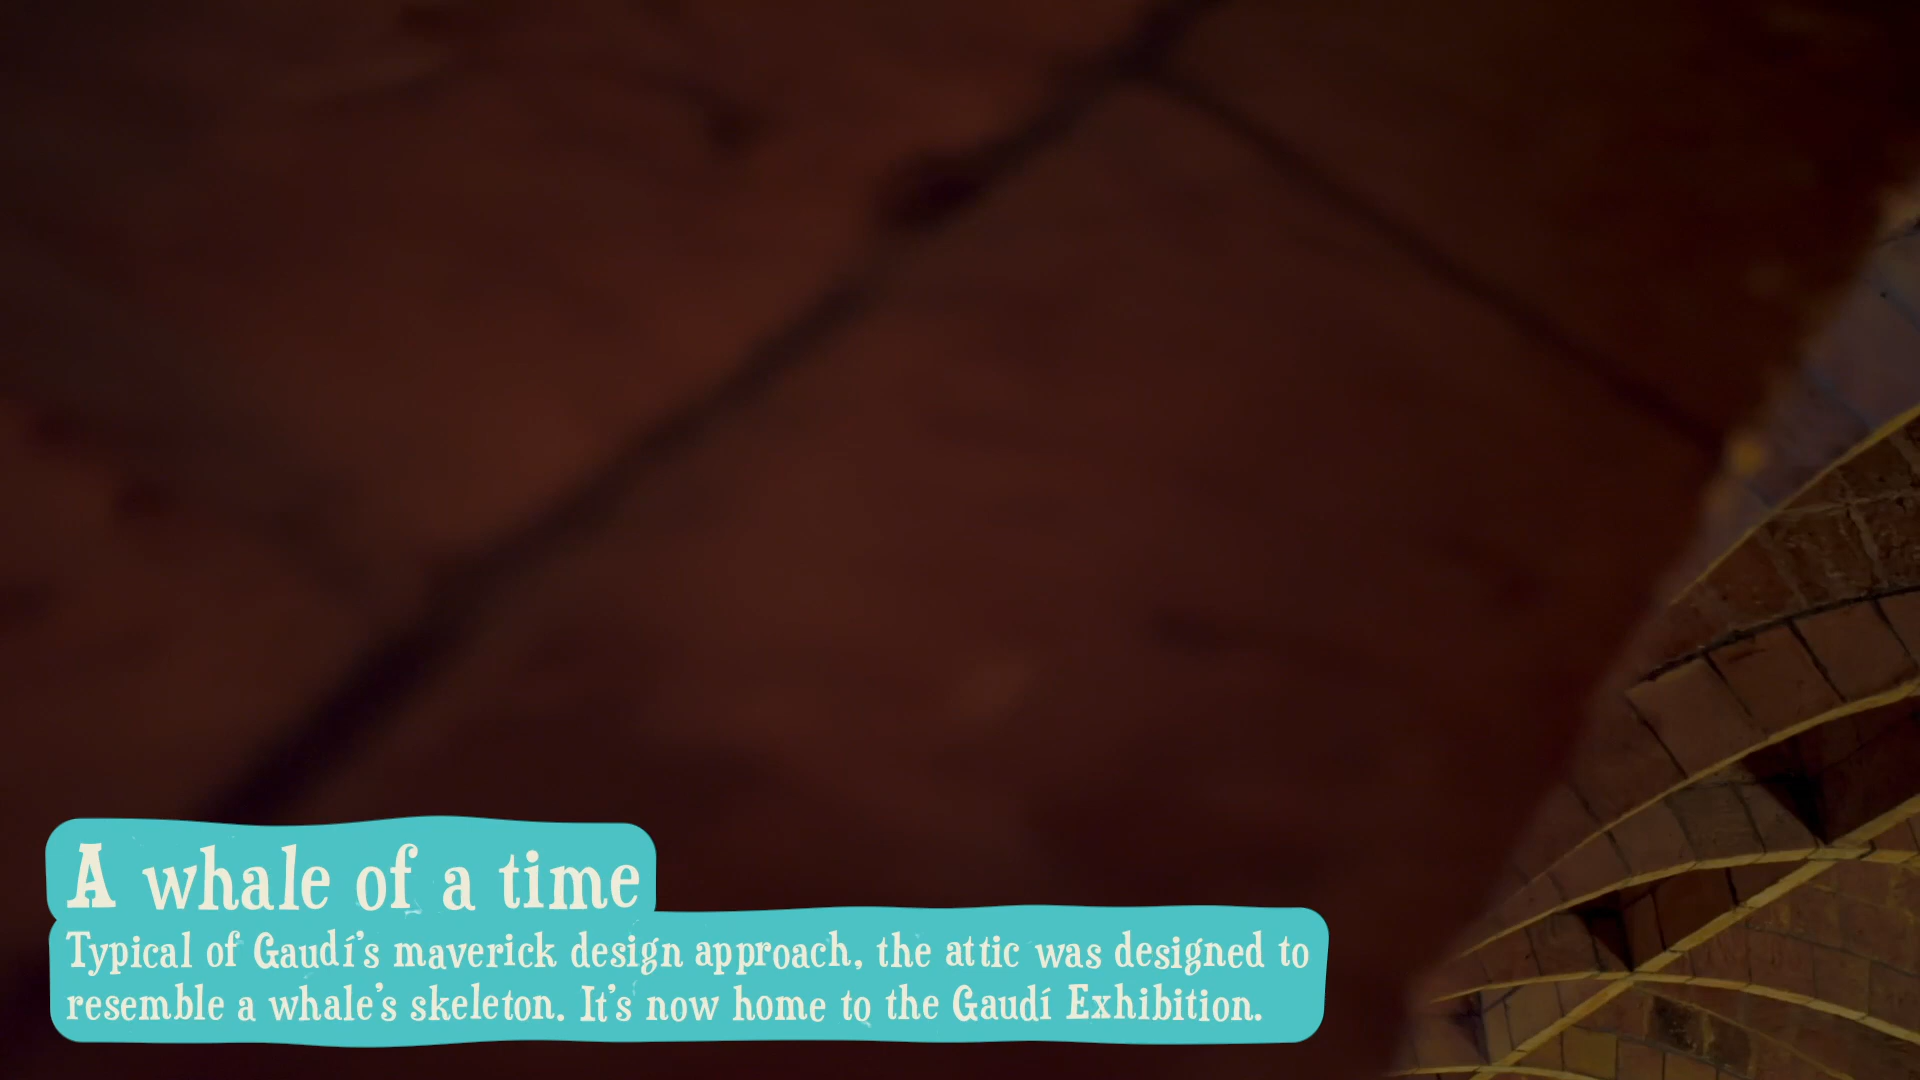 A whale of a time
Typical of Gaudí's maverick design approach, the attic was designed to
resemble a whale's skeleton. It's now home to the Gaudí Exhibition.